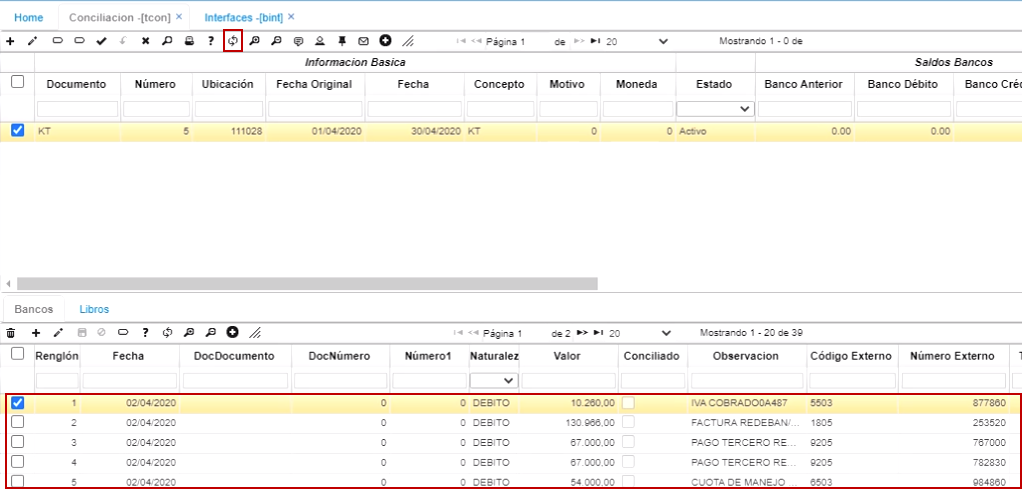 Home Conciliacion -[tcon] × Interfaces -[bint] ×
Página 1 de 20 Mostrando 1 - 0 de
Informacion Basica Saldos Bancos
Documento Número Ubicación Fecha Original Fecha Concepto Motivo Moneda Estado Banco Anterior Banco Débito Banco Cré
KT 5 111028 01/04/2020 30/04/2020 KT 0 0 Activo 0.00 0.00
Bancos Libros
Página 1 de 2 20 Mostrando 1 - 20 de 39
Renglón Fecha DocDocumento DocNúmero Número1 Naturalez Valor Conciliado Observacion Código Externo Número Externo
1 02/04/2020 0 0 DEBITO 10.260,00 IVA COBRADO0A487 5503 877860
2 02/04/2020 0 0 DEBITO 130.966,00 FACTURA REDEBAN/... 1805 253520
3 02/04/2020 0 0 DEBITO 67.000,00 PAGO TERCERO RE... 9205 767000
4 02/04/2020 0 0 DEBITO 67.000,00 PAGO TERCERO RE... 9205 782830
5 02/04/2020 0 0 DEBITO 54.000,00 CUOTA DE MANEJO ... 6503 984860